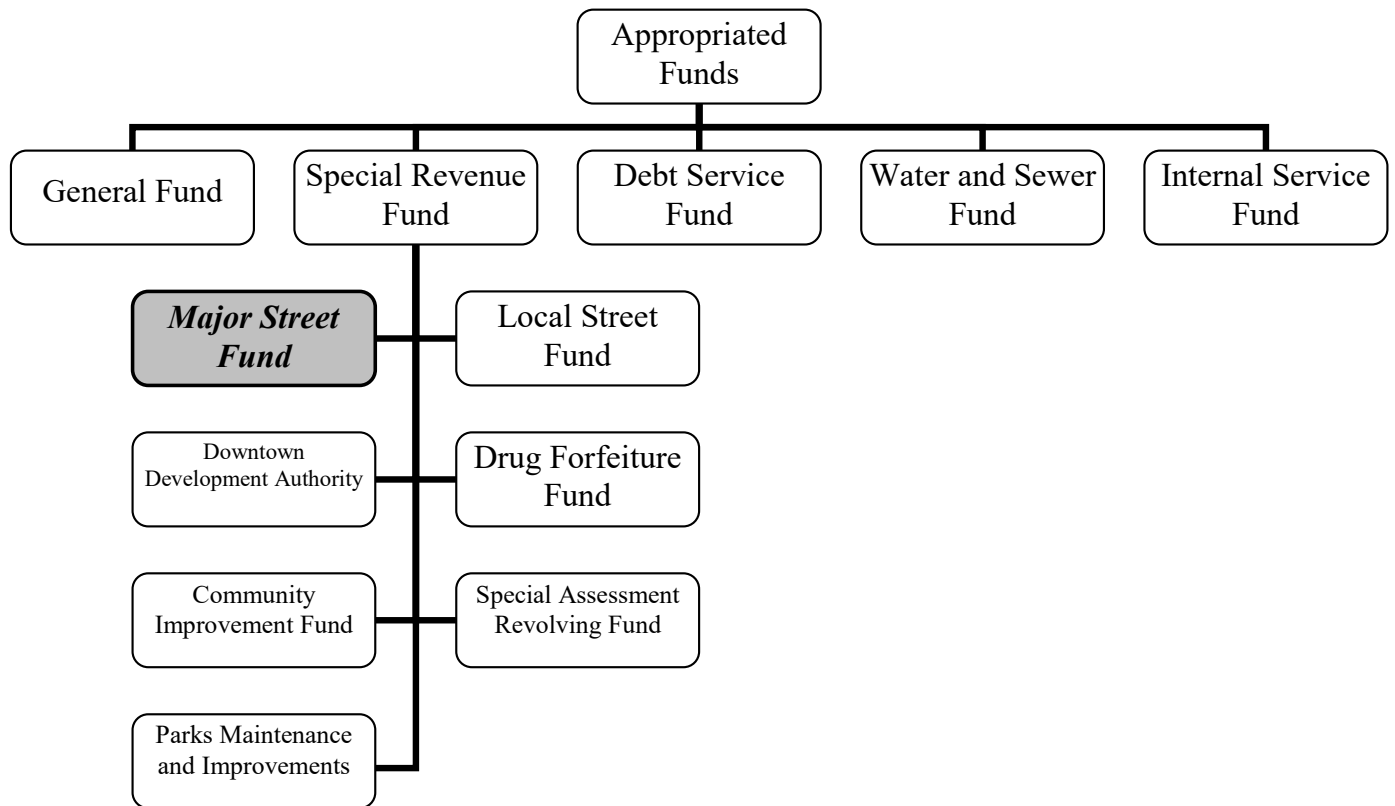 Appropriated
Funds
General Fund
Special Revenue
Fund
Debt Service
Fund
Water and Sewer
Fund
Internal Service
Fund
Major Street
Fund
Local Street
Fund
Downtown
Development Authority
Drug Forfeiture
Fund
Community
Improvement Fund
Special Assessment
Revolving Fund
Parks Maintenance
and Improvements